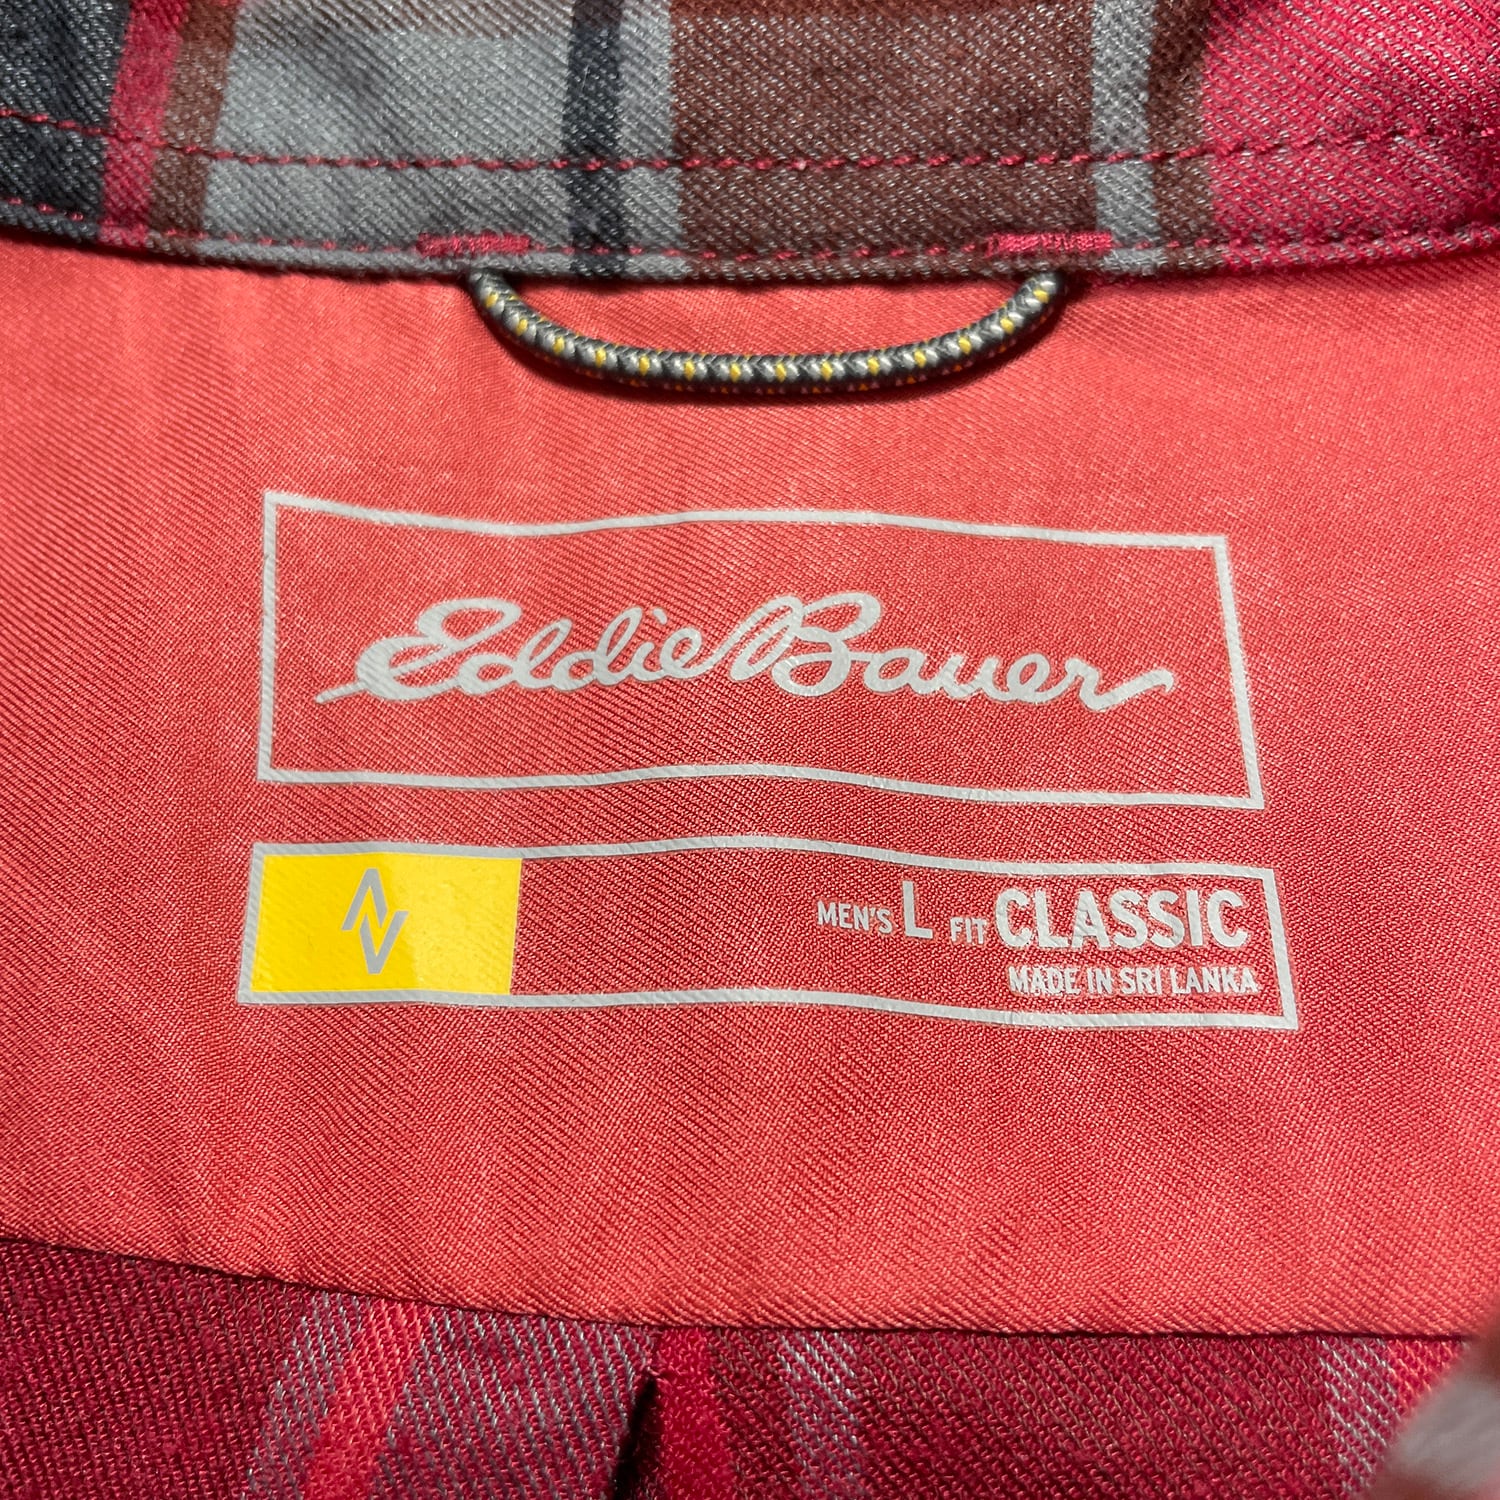 Eddie Bauer
MEN'S L FIT CLASSIC
MADE IN SRI LANKA